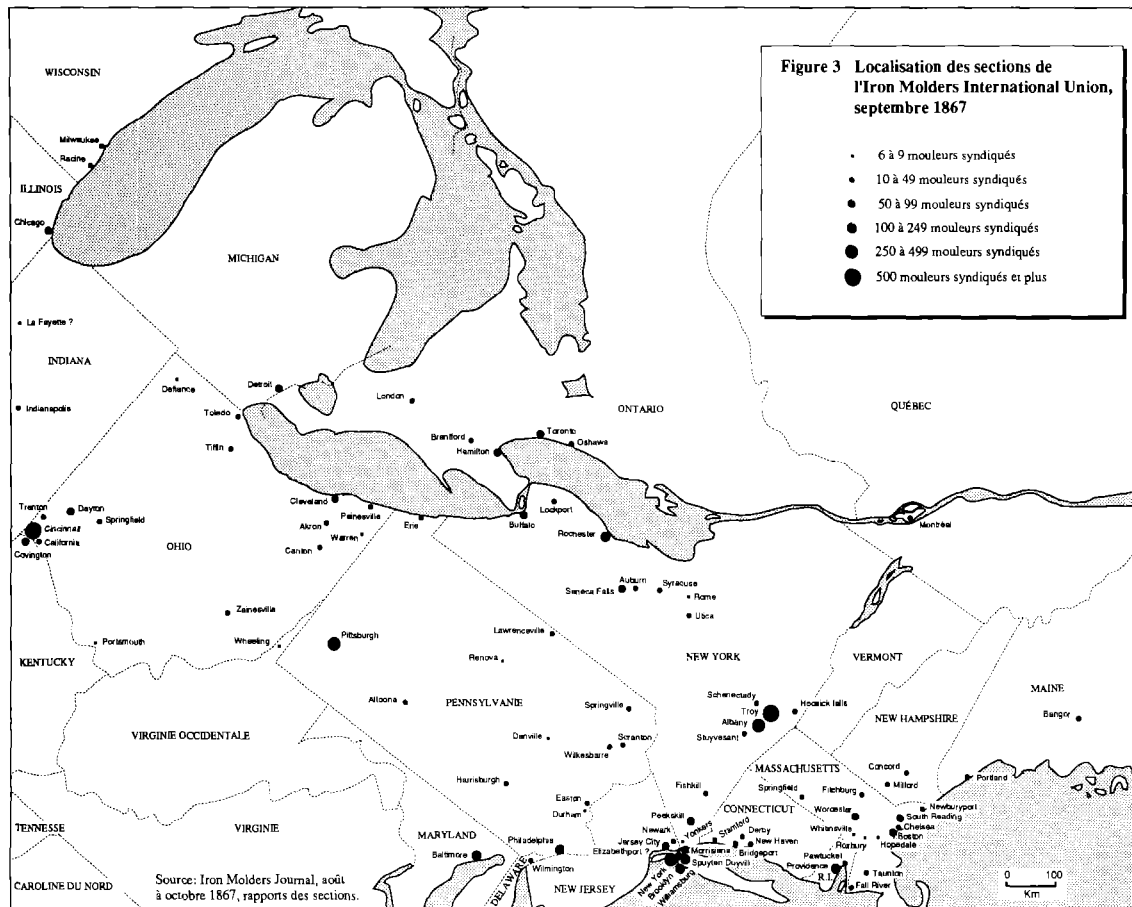 WISCONSIN
Figure 3 Localisation des sections de
l'Iron Molders International Union,
septembre 1867
6 à 9 mouleurs syndiqués
10 à 49 mouleurs syndiqués
50 à 99 mouleurs syndiqués
100 à 249 mouleurs syndiqués
250 à 499 mouleurs syndiqués
500 mouleurs syndiqués et plus
Milwaukee
Racine
ILLINOIS
Chicago
MICHIGAN
La Fayette ?
INDIANA
Defiance
Detroit
London
ONTARIO
QUÉBEC
Indianapolis
Toledo
Tiffin
Brantford
Hamilton
Toronto
Oshawa
Trenton
Dayton
Cincinnati
Springfield
California
Covington
OHIO
Cleveland
Painesville
Akron
Warren
Canton
Erie
Buffalo
Lockport
Rochester
Montréal
Auburn
Syracuse
Seneca Falls
Rome
Utica
Zainesville
Portsmouth
Wheeling
Pittsburgh
Lawrenceville
Renova
KENTUCKY
NEW YORK
VERMONT
MAINE
Altoona
PENNSYLVANIE
Springville
Schenectady
Troy
Albany
Stuyvesant
Hoosick falls
NEW HAMPSHIRE
Bangor
VIRGINIE OCCIDENTALE
Danville
Scranton
Wilkesbarre
Harrisburgh
MASSACHUSETTS
Concord
Milford
Portland
Springfield
Fitchburg
Fishkill
CONNECTICUT
Worcester
Newburyport
South Reading
Chelsea
Boston
Hopedale
Whitinsville
Roxbury
Easton
Durham
Peekskill
Newark
Yonkers
Stamford
Derby
New Haven
Bridgeport
Jersey City
Elizabethport ?
Morrisania
Spuyten Duyvil
New York
Brooklyn
Williamsburg
Pawtucket
Providence
R.I.
Taunton
Fall River
TENNESSE
VIRGINIE
MARYLAND
Baltimore
Philadelphie
Wilmington
DELAWARE
NEW JERSEY
CAROLINE DU NORD
Source: Iron Molders Journal, août
à octobre 1867, rapports des sections.
0 100
Km